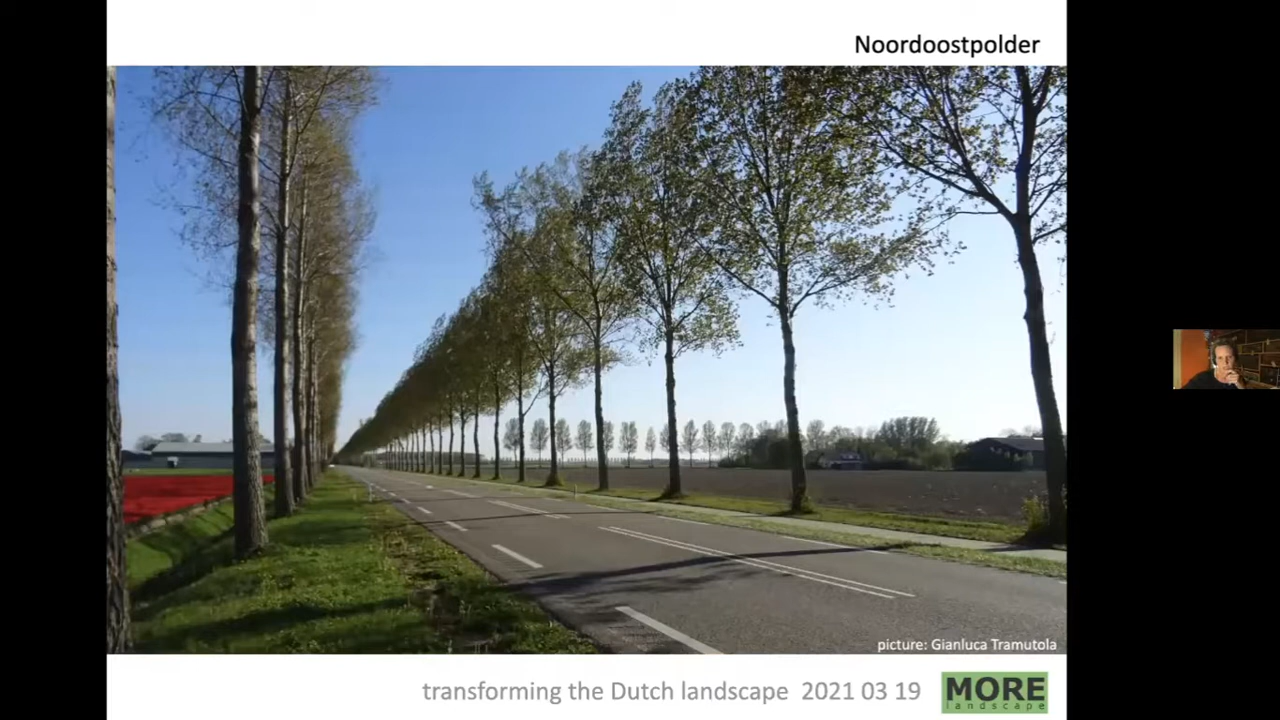 Noordoostpolder
picture: Gianluca Tramutola
transforming the Dutch landscape 2021 03 19
MORE
landscape